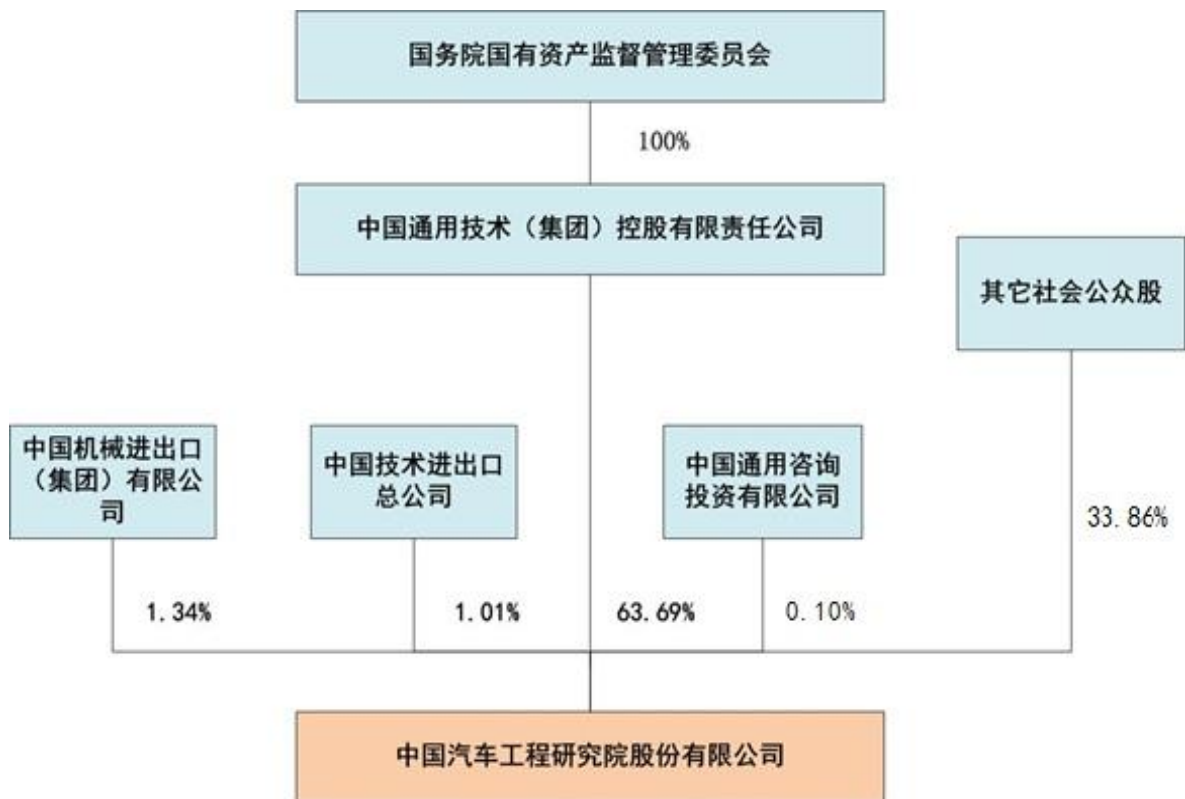 国务院国有资产监督管理委员会
100%
中国通用技术（集团）控股有限责任公司
其它社会公众股
中国机械进出口
（集团）有限公
司
中国技术进出口
总公司
中国通用咨询
投资有限公司
33.86%
1.34%
1.01%
63.69%
0.10%
中国汽车工程研究院股份有限公司